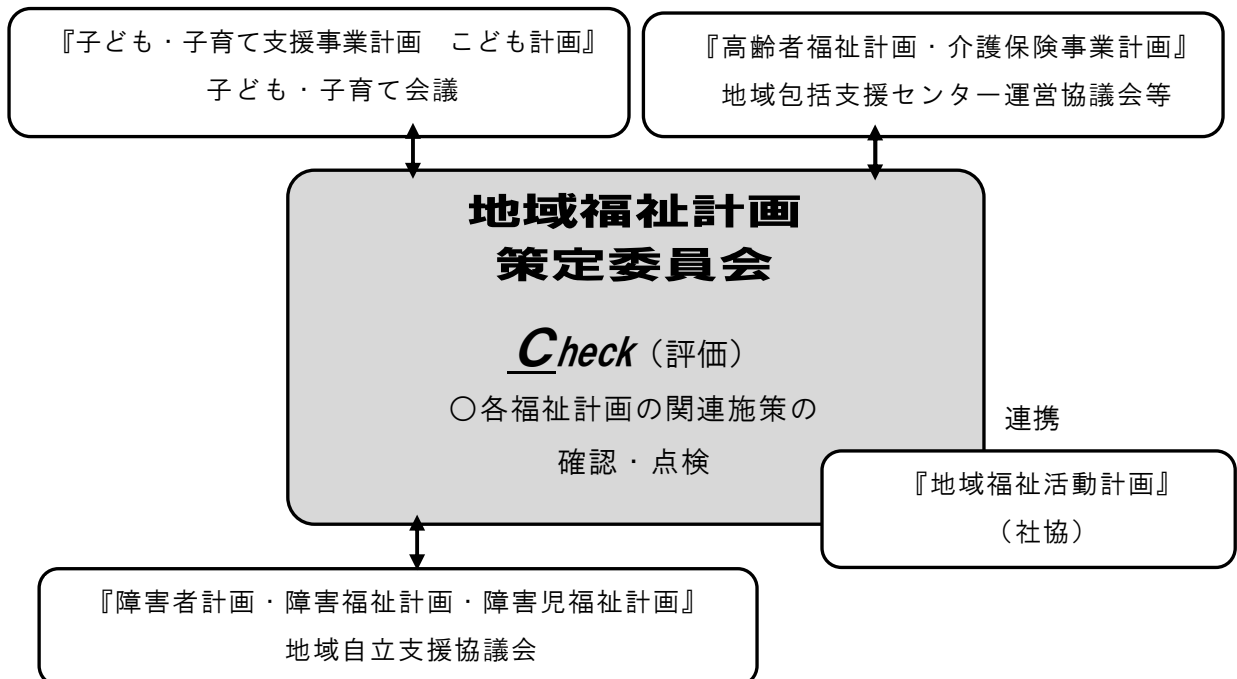 『子ども・子育て支援事業計画　こども計画』
子ども・子育て会議
『高齢者福祉計画・介護保険事業計画』
地域包括支援センター運営協議会等
地域福祉計画
策定委員会
Check（評価）
〇各福祉計画の関連施策の
確認・点検
連携
『地域福祉活動計画』
（社協）
『障害者計画・障害福祉計画・障害児福祉計画』
地域自立支援協議会